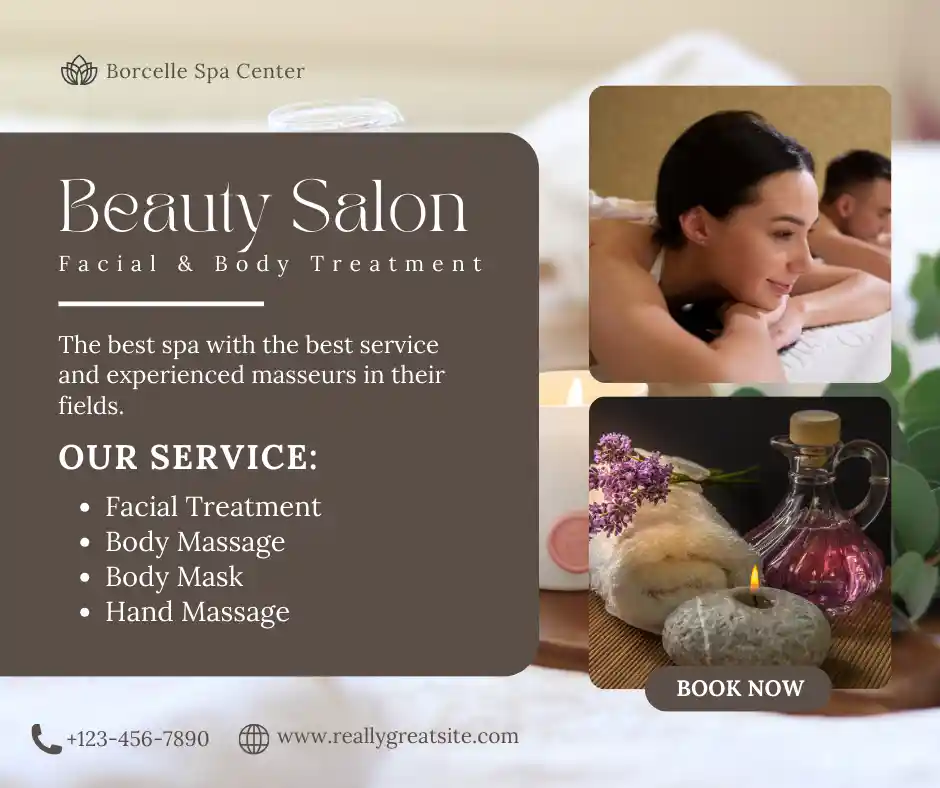 Borcelle Spa Center
Beauty Salon
Facial & Body Treatment
The best spa with the best service
and experienced masseurs in their
fields.
OUR SERVICE:
Facial Treatment
Body Massage
Body Mask
Hand Massage
BOOK NOW
+123-456-7890
www.reallygreatsite.com